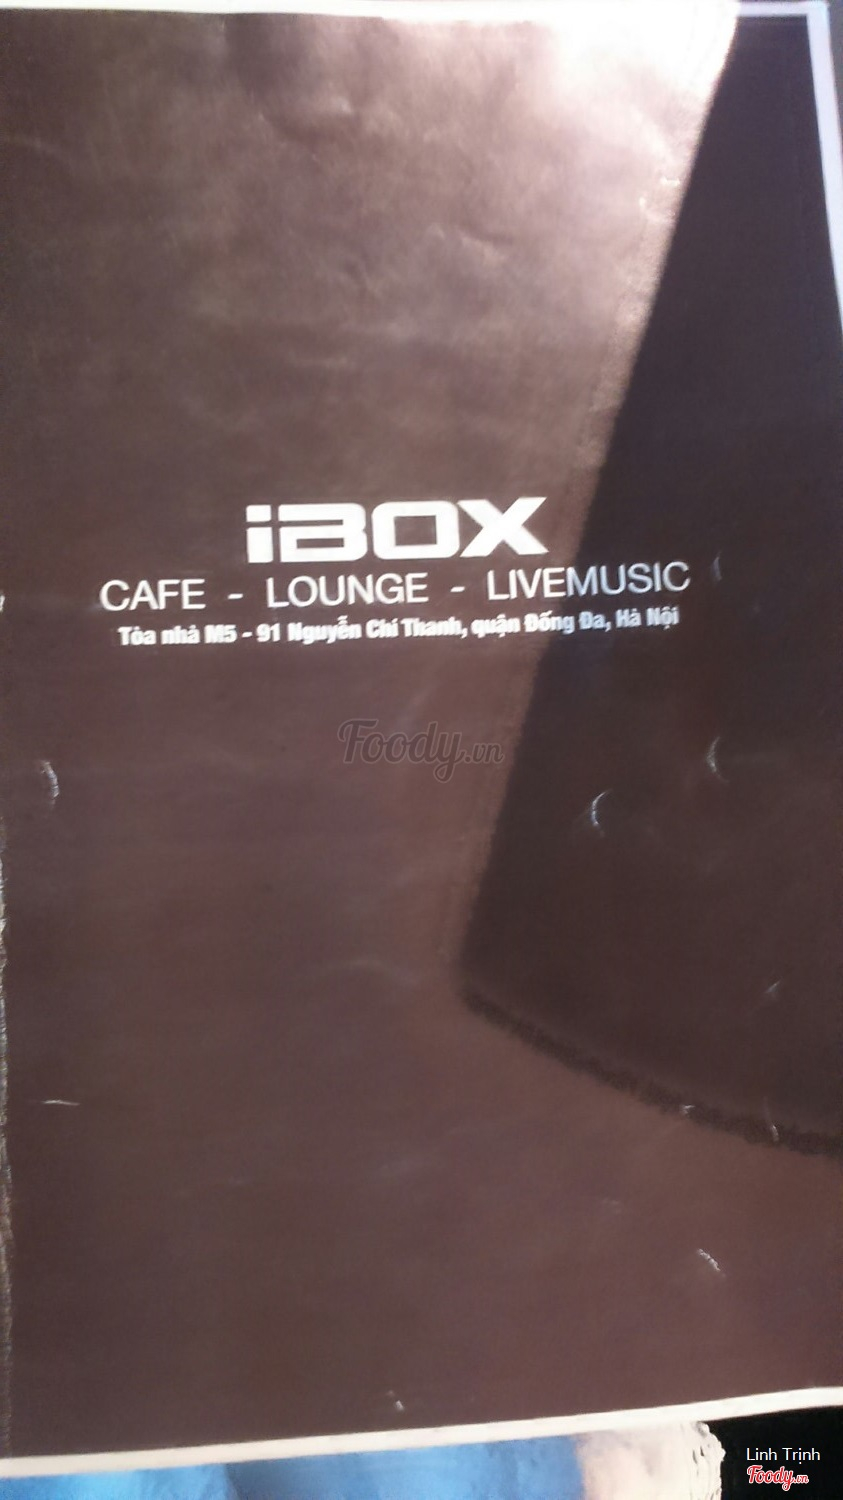 iBOX
CAFE - LOUNGE - LIVEMUSIC
Tòa nhà M5 - 91 Nguyễn Chí Thanh, quận Đống Đa, Hà Nội
Foody.vn
Linh Trịnh
Foody.vn